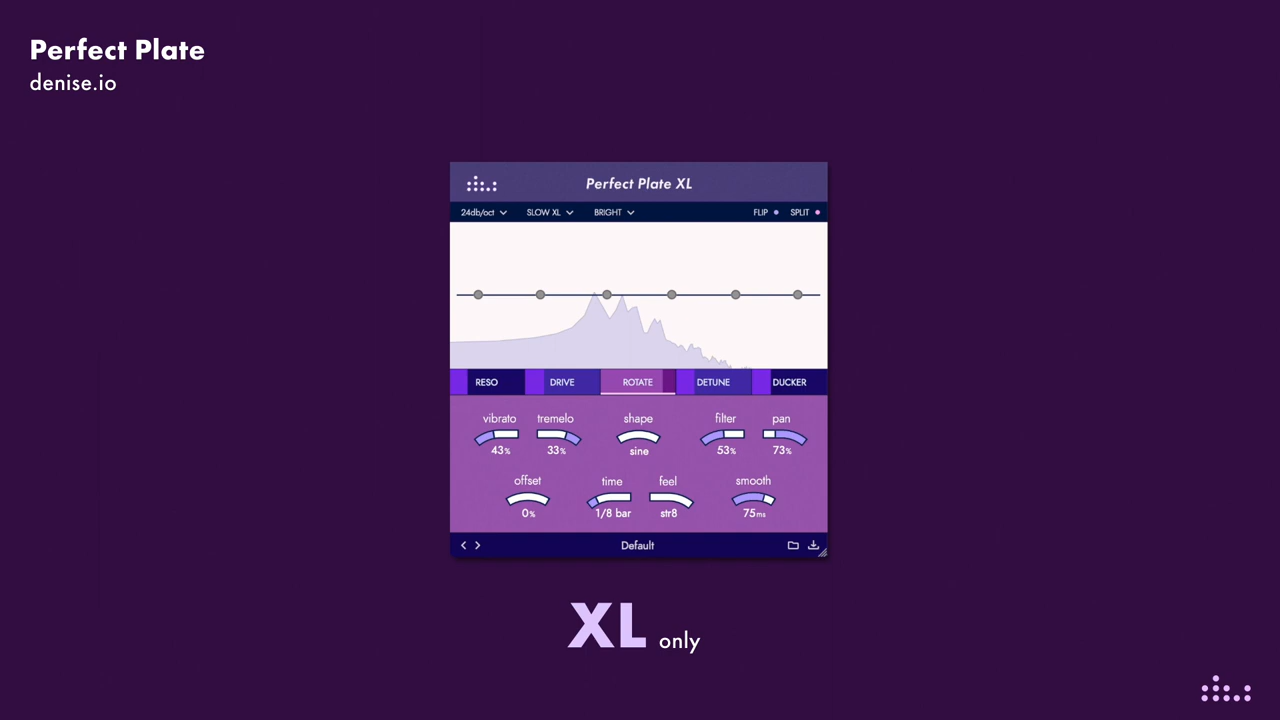 Perfect Plate
denise.io
Perfect Plate XL
24db/oct SLOW XL BRIGHT FLIP SPLIT
RESO DRIVE ROTATE DETUNE DUCKER
vibrato tremelo shape filter pan
43% 33% sine 53% 73%
offset time feel smooth
0% 1/8 bar str8 75ms
< > Default
XL only